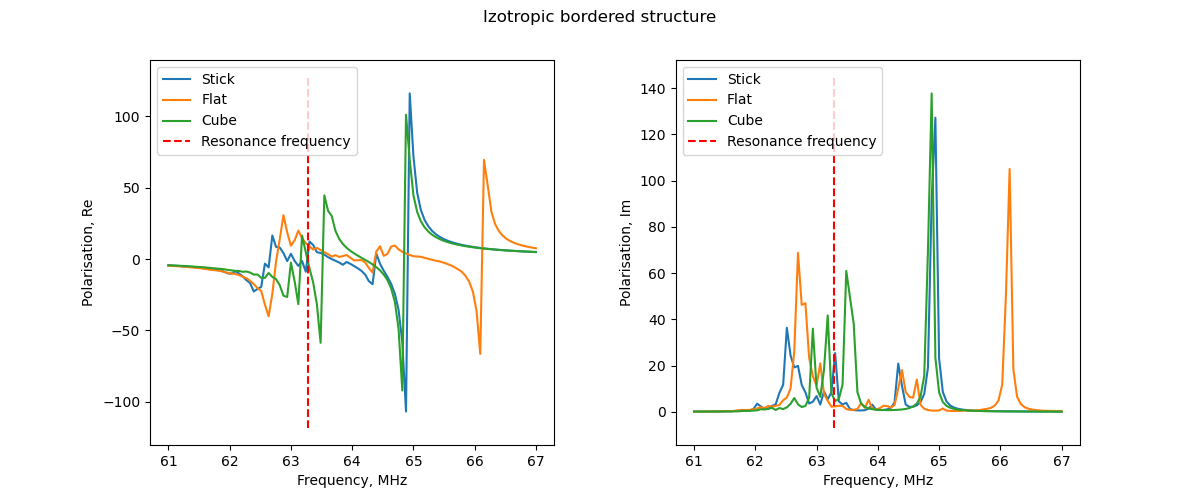 Izotropic bordered structure
Stick
Flat
Cube
Resonance frequency
Polarisation, Re
100
50
0
−50
−100
61 62 63 64 65 66 67
Frequency, MHz
Stick
Flat
Cube
Resonance frequency
Polarisation, Im
140
120
100
80
60
40
20
0
61 62 63 64 65 66 67
Frequency, MHz